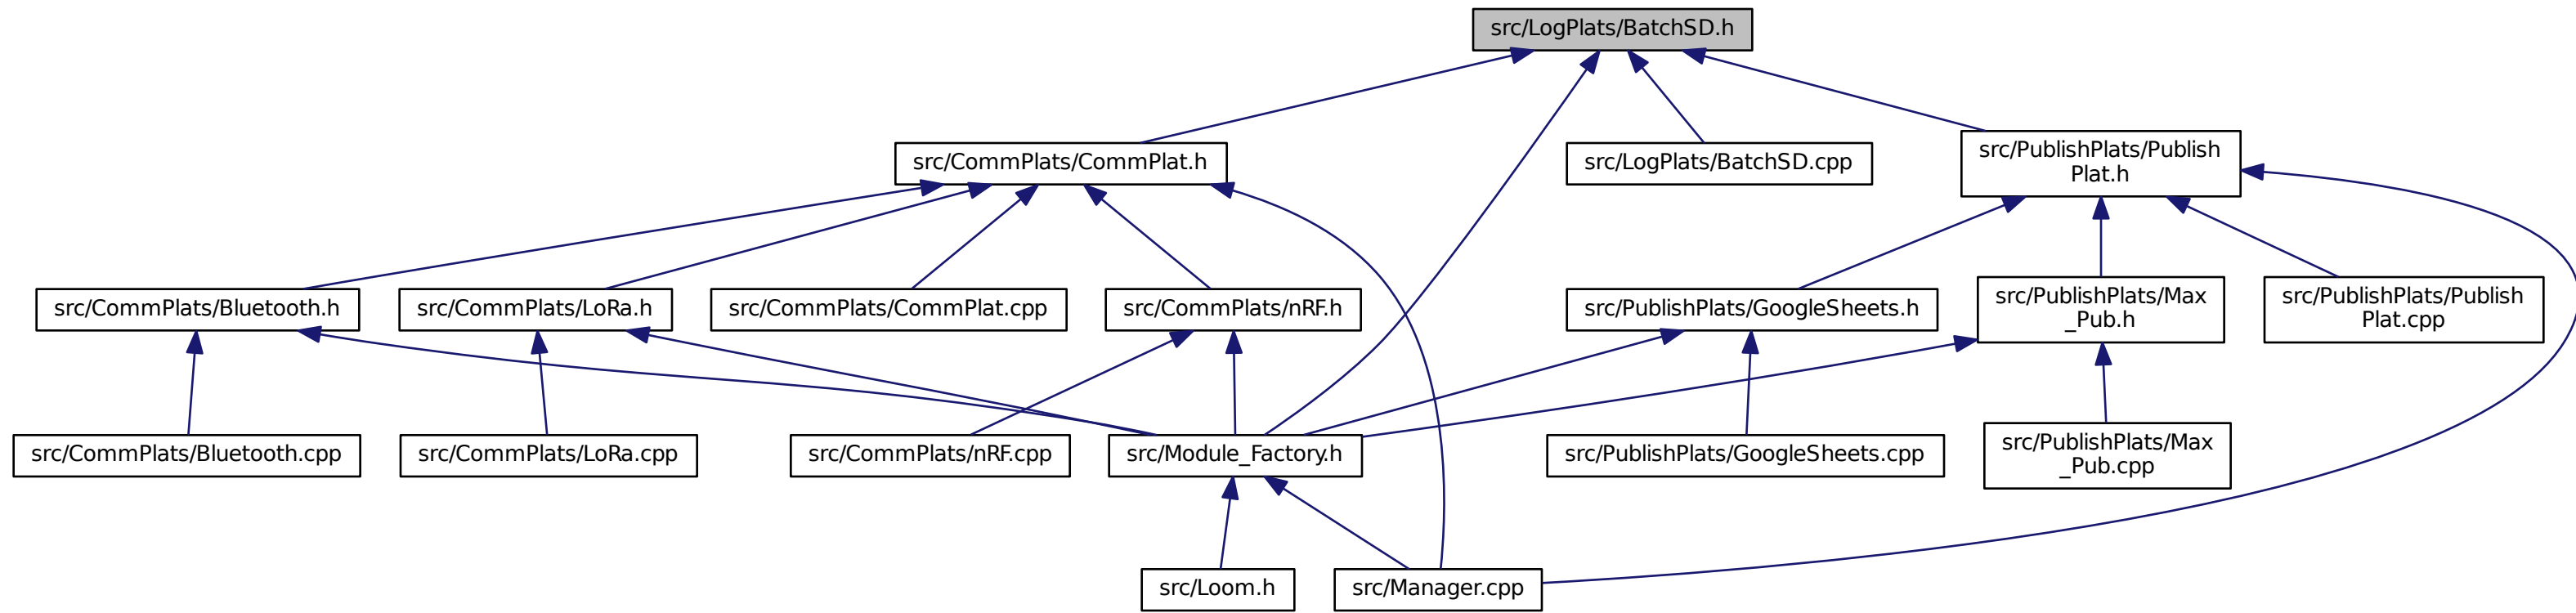 src/LogPlats/BatchSD.h
src/CommPlats/CommPlat.h
src/LogPlats/BatchSD.cpp
src/PublishPlats/Publish
Plat.h
src/CommPlats/Bluetooth.h
src/CommPlats/LoRa.h
src/CommPlats/CommPlat.cpp
src/CommPlats/nRF.h
src/PublishPlats/GoogleSheets.h
src/PublishPlats/Max
_Pub.h
src/PublishPlats/Publish
Plat.cpp
src/CommPlats/Bluetooth.cpp
src/CommPlats/LoRa.cpp
src/CommPlats/nRF.cpp
src/Module_Factory.h
src/PublishPlats/GoogleSheets.cpp
src/PublishPlats/Max
_Pub.cpp
src/Loom.h
src/Manager.cpp